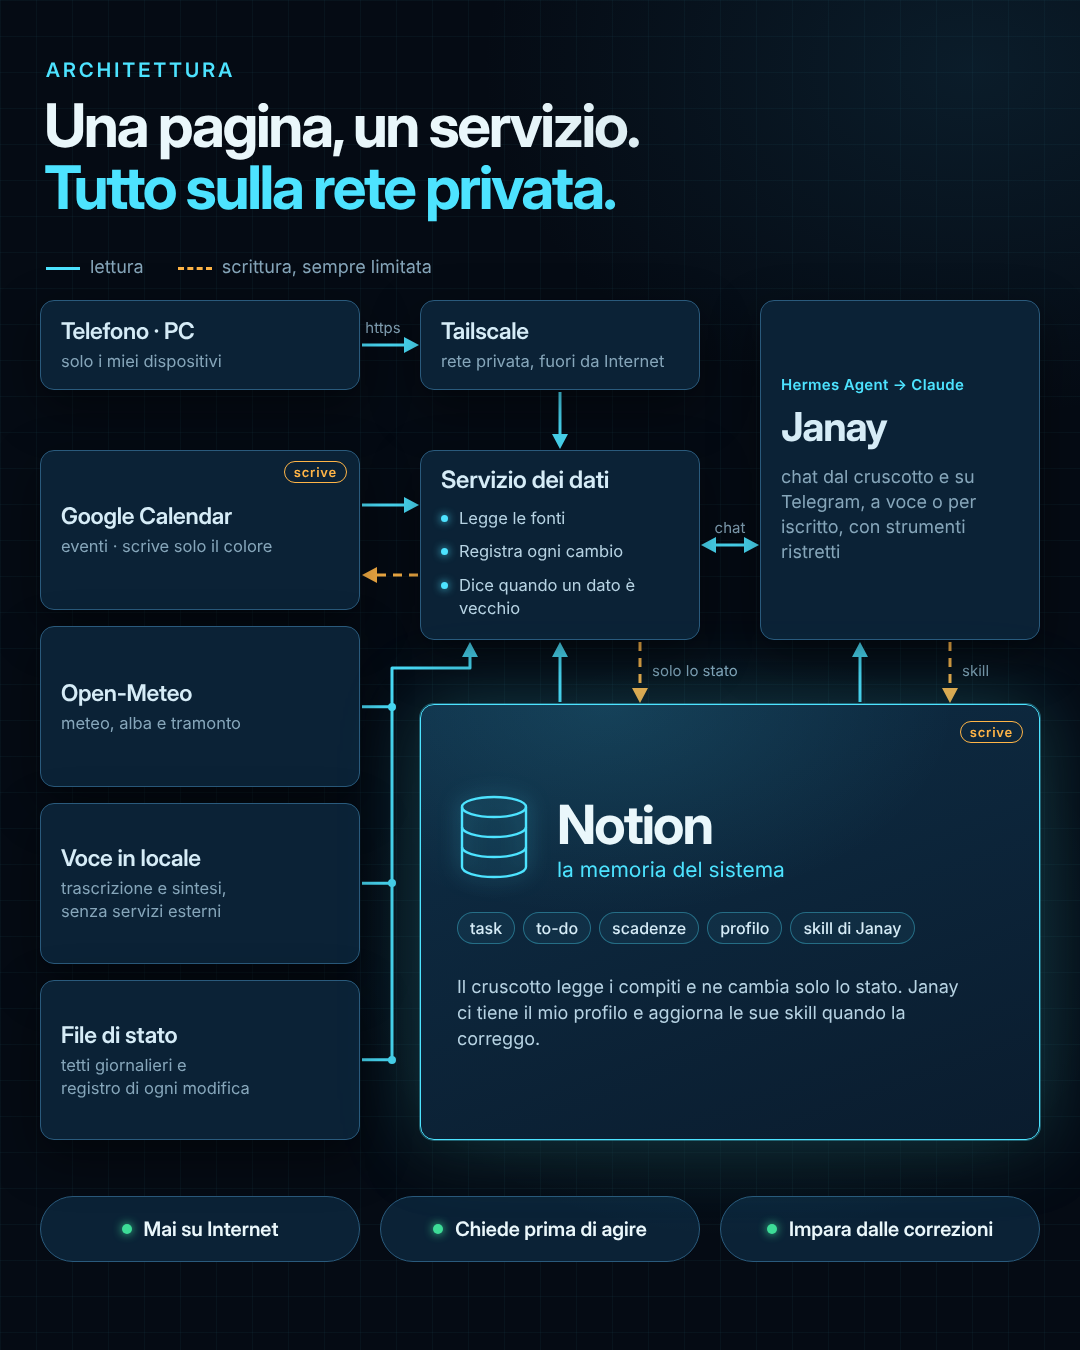 ARCHITETTURA
Una pagina, un servizio.
Tutto sulla rete privata.
lettura
scrittura, sempre limitata
Telefono · PC
solo i miei dispositivi
https
Tailscale
rete privata, fuori da Internet
Hermes Agent → Claude
Janay
chat dal cruscotto e su
Telegram, a voce o per
iscritto, con strumenti
ristretti
scrive
Google Calendar
eventi · scrive solo il colore
Servizio dei dati
Legge le fonti
Registra ogni cambio
Dice quando un dato è
vecchio
chat
solo lo stato
skill
Open-Meteo
meteo, alba e tramonto
Voce in locale
trascrizione e sintesi,
senza servizi esterni
File di stato
tetti giornalieri e
registro di ogni modifica
scrive
Notion
la memoria del sistema
task
to-do
scadenze
profilo
skill di Janay
Il cruscotto legge i compiti e ne cambia solo lo stato. Janay
ci tiene il mio profilo e aggiorna le sue skill quando la
correggo.
Mai su Internet
Chiede prima di agire
Impara dalle correzioni